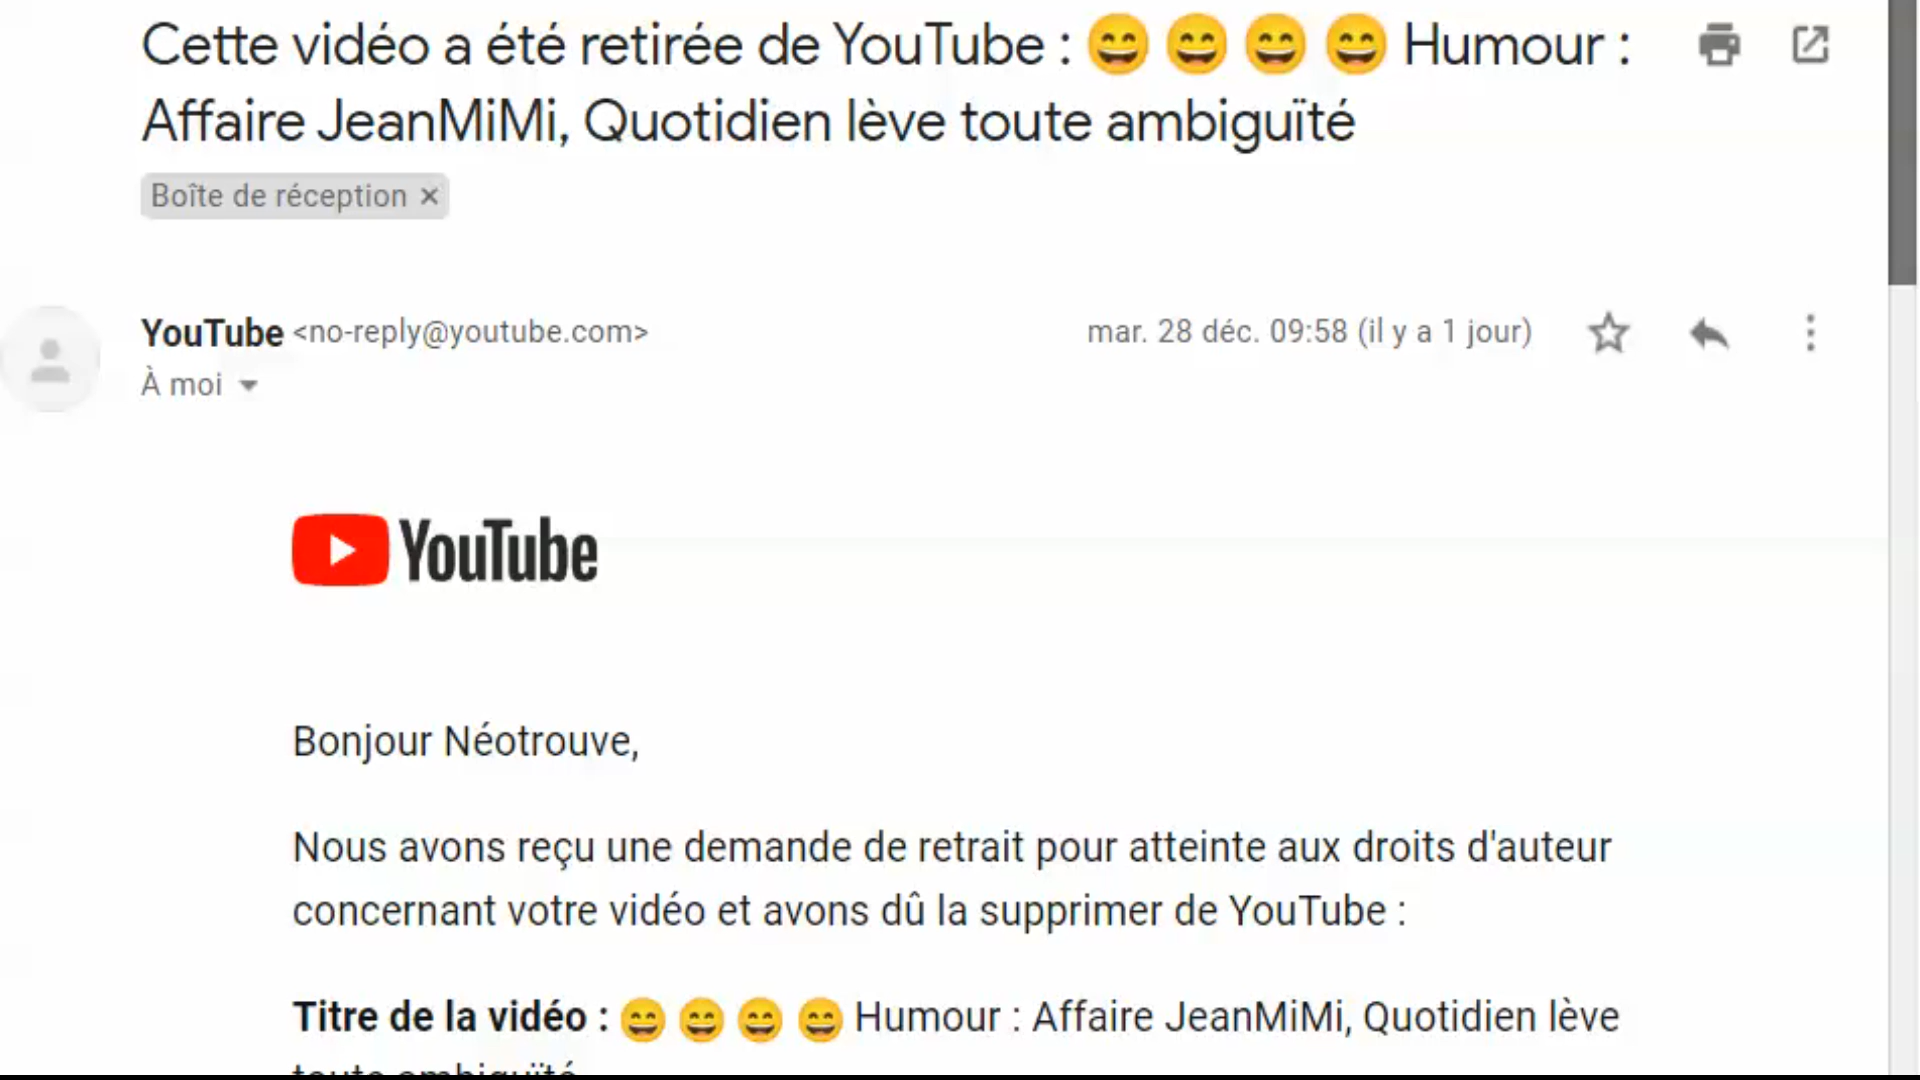 Cette vidéo a été retirée de YouTube : 😄 😄 😄 😄 Humour :
Affaire JeanMiMi, Quotidien lève toute ambiguïté
Boîte de réception ×
YouTube <no-reply@youtube.com>
mar. 28 déc. 09:58 (il y a 1 jour)
À moi
YouTube
Bonjour Néotrouve,
Nous avons reçu une demande de retrait pour atteinte aux droits d'auteur
concernant votre vidéo et avons dû la supprimer de YouTube :
Titre de la vidéo : 😄 😄 😄 😄 Humour : Affaire JeanMiMi, Quotidien lève
toute ambiguïté